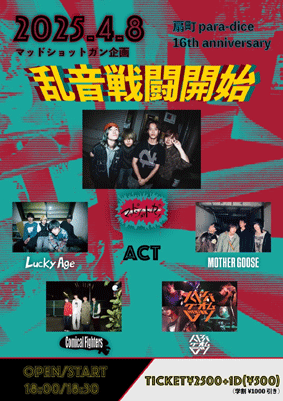 2025.4.8
マッドショットガン企画
扇町 para-dice
16th anniversary
乱音戦闘開始
ACT
Lucky Age
MOTHER GOOSE
Comical Fighters
OPEN/START
18:00/18:30
TICKET¥2500+1D(¥500)
(学割 ¥1000 引き)